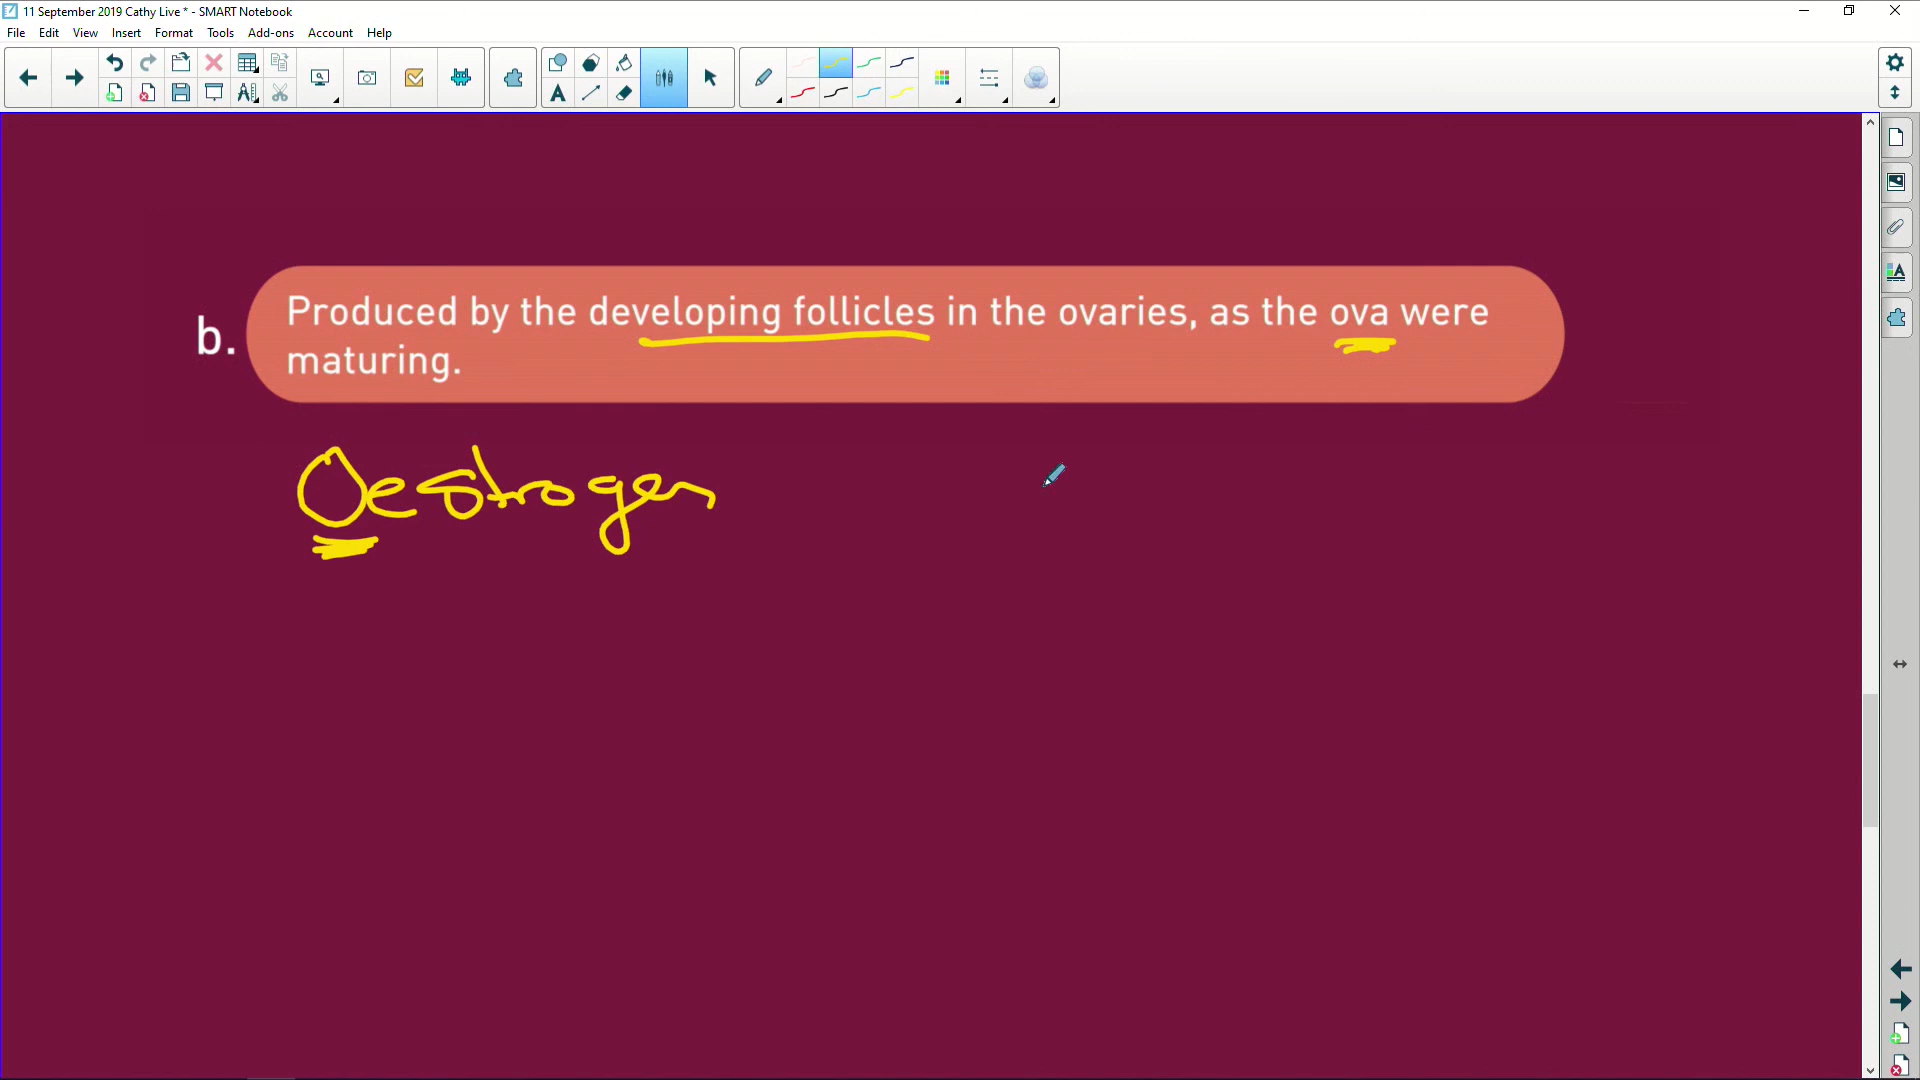 11 September 2019 Cathy Live * - SMART Notebook
File Edit View Insert Format Tools Add-ons Account Help
b.
Produced by the developing follicles in the ovaries, as the ova were
maturing.
Oestrogen